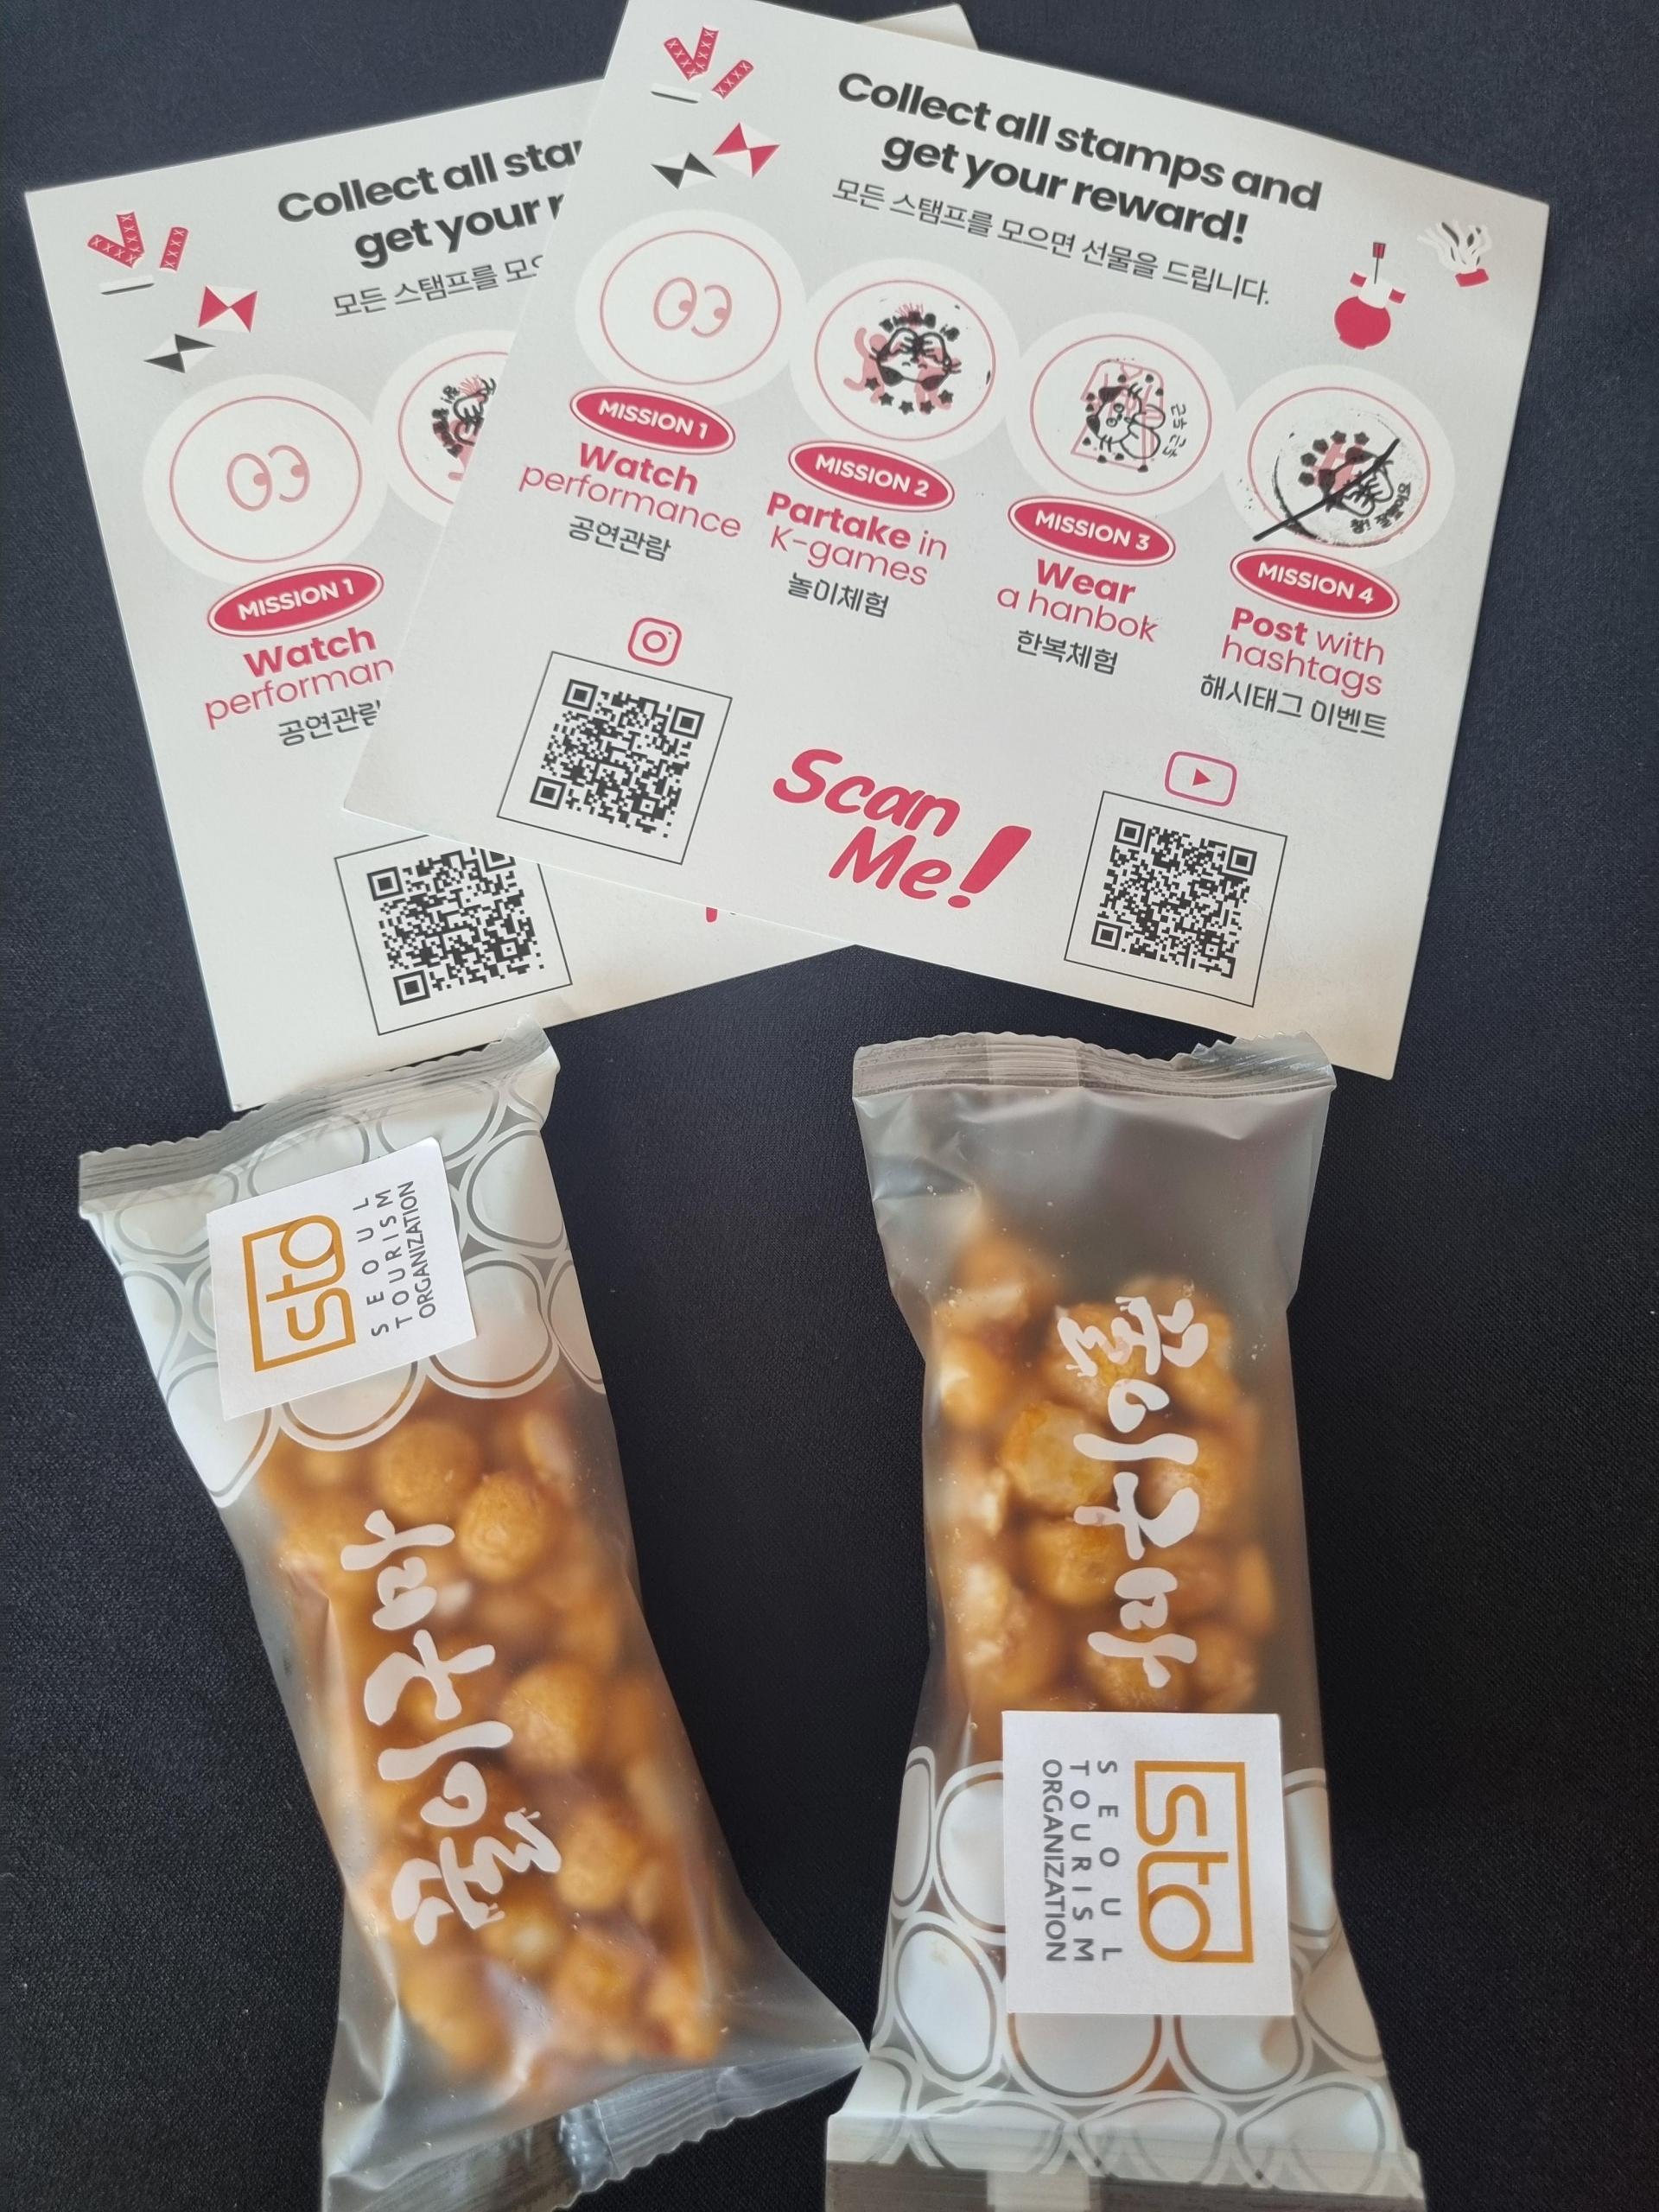 Collect all sta
get your r
모든 스탬프를 모으
MISSION 1
Watch
performan
공연관람
Collect all stamps and
get your reward!
모든 스탬프를 모으면 선물을 드립니다.
MISSION 1
Watch
performance
공연관람
MISSION 2
Partake in
K-games
놀이체험
MISSION 3
Wear
a hanbok
한복체험
MISSION 4
Post with
hashtags
해시태그 이벤트
Scan
Me!
sto
SEOUL
TOURISM
ORGANIZATION
꿀이구마
꿀이구마
sto
SEOUL
TOURISM
ORGANIZATION